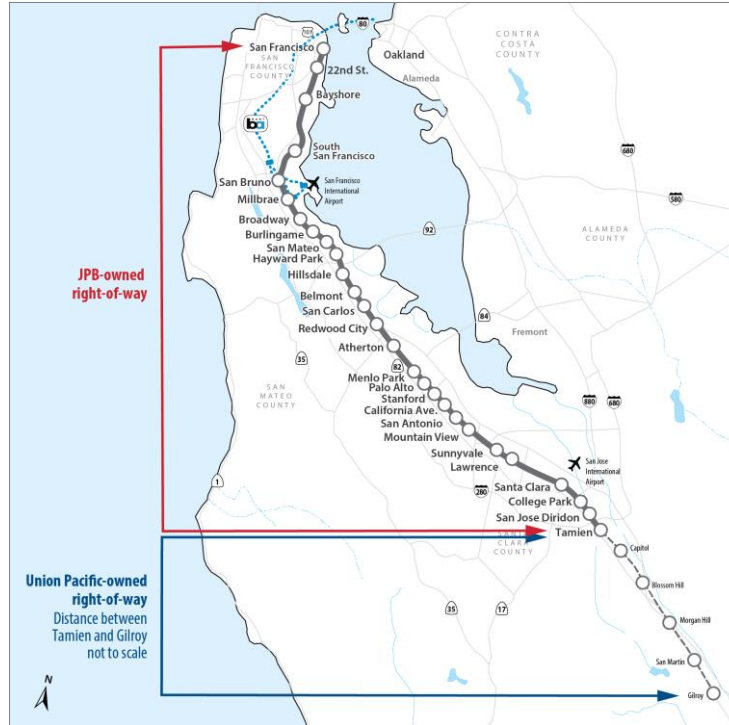 101
80
San Francisco
SAN
FRANCISCO
COUNTY
Oakland
CONTRA
COSTA
COUNTY
22nd St.
Alameda
Bayshore
ba
680
South
San Francisco
San Bruno
San Francisco
International
Airport
580
Millbrae
Broadway
92
ALAMEDA
COUNTY
Burlingame
San Mateo
Hayward Park
JPB-owned
right-of-way
Hillsdale
Belmont
San Carlos
84
Redwood City
Fremont
Atherton
35
82
SAN
MATEO
COUNTY
Menlo Park
Palo Alto
Stanford
California Ave.
880
680
San Antonio
Mountain View
Sunnyvale
Lawrence
San Jose
International
Airport
1
280
Santa Clara
College Park
San Jose Diridon
Tamien
SANTA
CLARA
COUNTY
Capitol
Union Pacific-owned
right-of-way
Distance between
Tamien and Gilroy
not to scale
Blossom Hill
35
17
Morgan Hill
San Martin
N
Gilroy